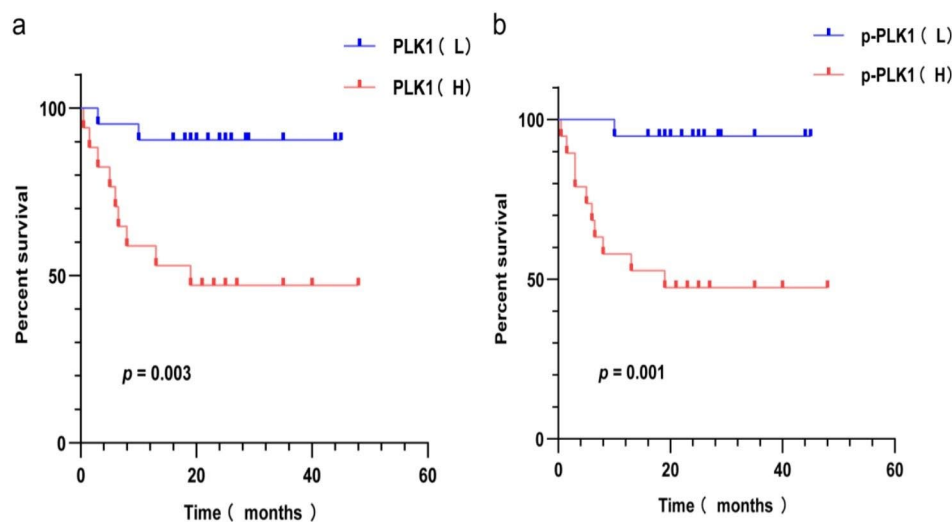 a
PLK1( L)
PLK1( H)
100
50
0
Percent survival
p = 0.003
0 20 40 60
Time( months)
b
p-PLK1( L)
p-PLK1( H)
100
50
0
Percent survival
p = 0.001
0 20 40 60
Time( months)